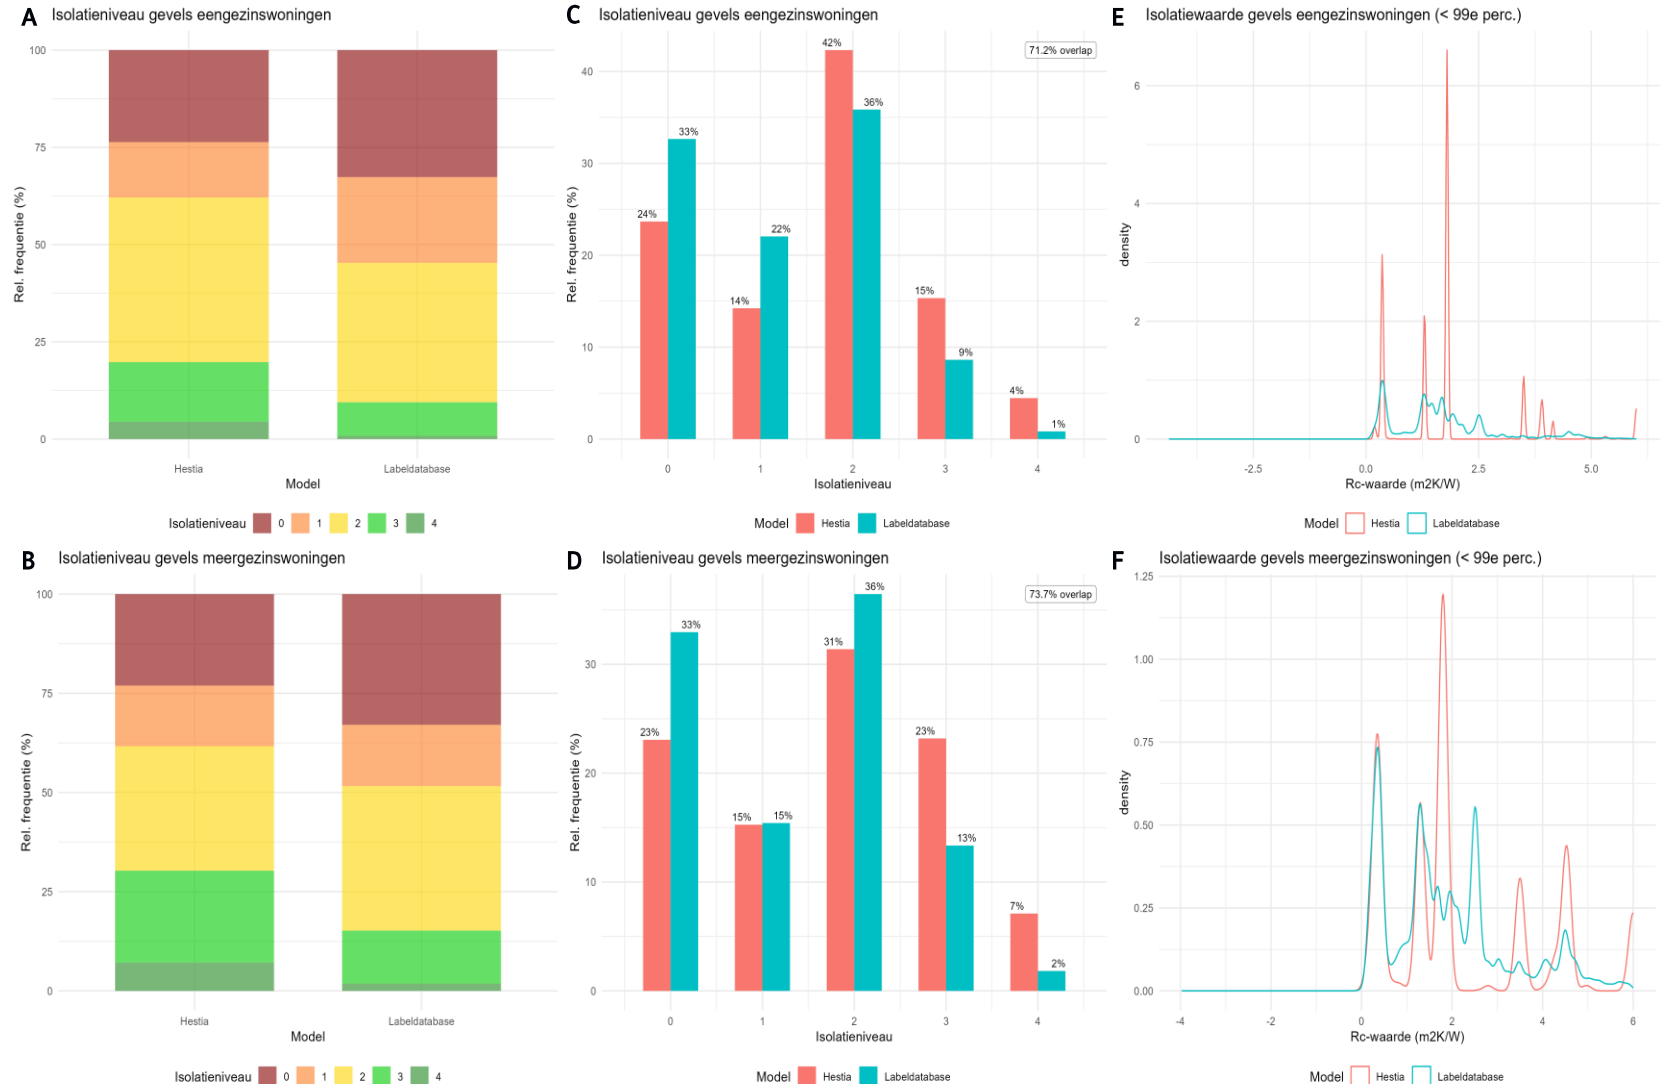 A Isolatieniveau gevels eengezinswoningen
100
75
50
25
0
Rel. frequentie (%)
Hestia Labeldatabase
Model
Isolatieniveau 0 1 2 3 4
C Isolatieniveau gevels eengezinswoningen
71.2% overlap
40
30
20
10
0
Rel. frequentie (%)
24% 33% 14% 22% 42% 36% 15% 9% 4% 1%
0 1 2 3 4
Isolatieniveau
Model Hestia Labeldatabase
E Isolatiewaarde gevels eengezinswoningen (< 99e perc.)
6
4
2
0
density
-2.5 0.0 2.5 5.0
Rc-waarde (m2K/W)
Model Hestia Labeldatabase
B Isolatieniveau gevels meergezinswoningen
100
75
50
25
0
Rel. frequentie (%)
Hestia Labeldatabase
Model
Isolatieniveau 0 1 2 3 4
D Isolatieniveau gevels meergezinswoningen
73.7% overlap
30
20
10
0
Rel. frequentie (%)
23% 33% 15% 15% 31% 36% 23% 13% 7% 2%
0 1 2 3 4
Isolatieniveau
Model Hestia Labeldatabase
F Isolatiewaarde gevels meergezinswoningen (< 99e perc.)
1.25
1.00
0.75
0.50
0.25
0.00
density
-4 -2 0 2 4 6
Rc-waarde (m2K/W)
Model Hestia Labeldatabase